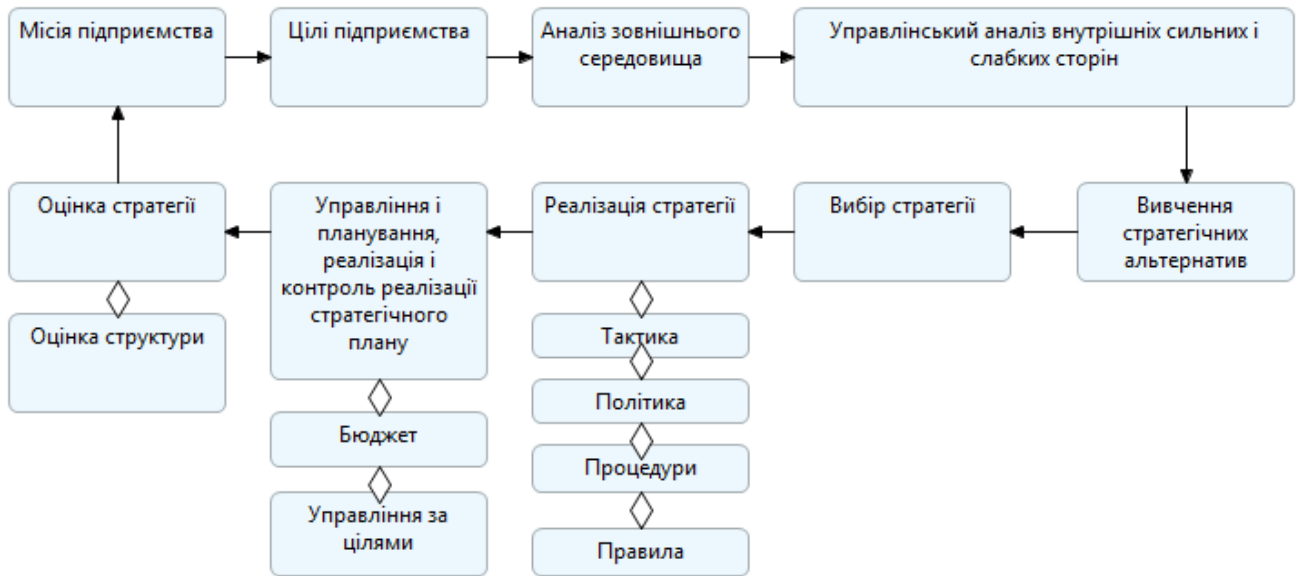 Місія підприємства
Цілі підприємства
Аналіз зовнішнього
середовища
Управлінський аналіз внутрішніх сильних і
слабких сторін
Оцінка стратегії
Управління і
планування,
реалізація і
контроль реалізації
стратегічного
плану
Реалізація стратегії
Вибір стратегії
Вивчення
стратегічних
альтернатив
Оцінка структури
Тактика
Політика
Бюджет
Процедури
Управління за
цілями
Правила